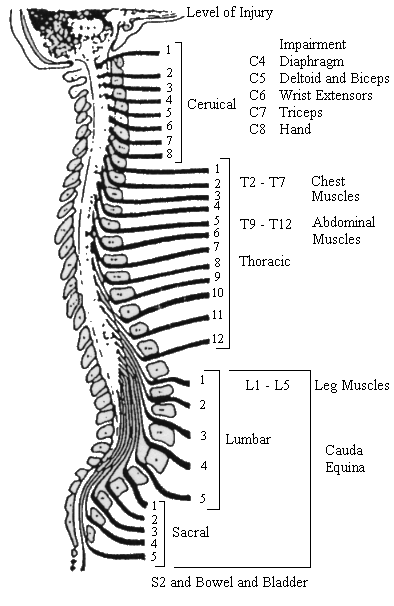 Level of Injury
Impairment
C4 Diaphragm
C5 Deltoid and Biceps
C6 Wrist Extensors
C7 Triceps
C8 Hand
1
2
3
4
5
6
7
8
Ceruical
1
2
3
4
5
6
7
8
9
10
11
12
T2 - T7 Chest
Muscles
T9 - T12 Abdominal
Muscles
Thoracic
1
2
3
4
5
L1 - L5 Leg Muscles
Lumbar
Cauda
Equina
1
2
3
4
5
Sacral
S2 and Bowel and Bladder